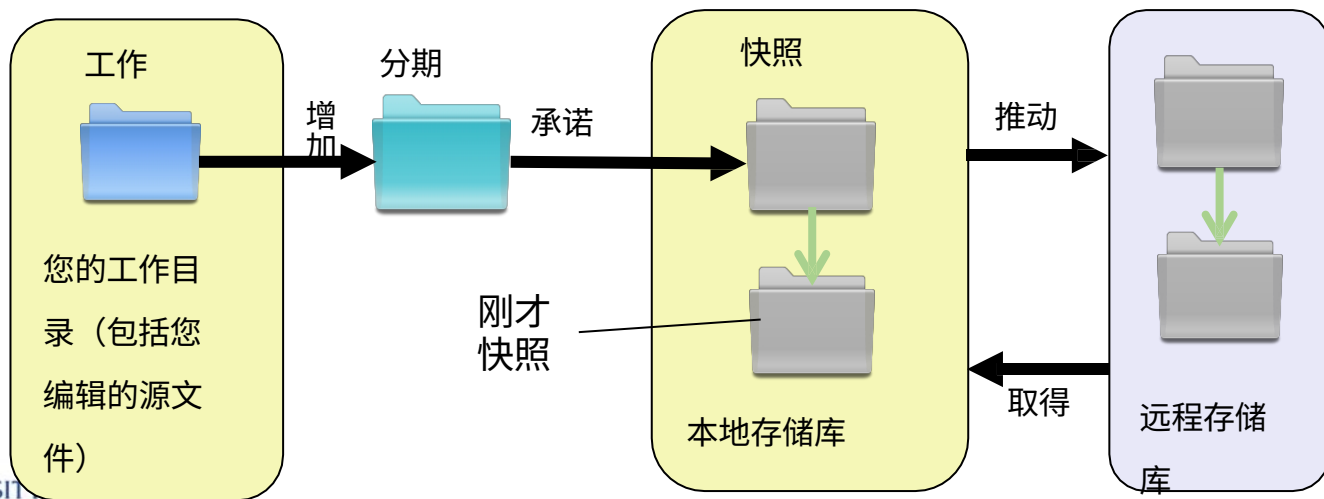 工作
分期
快照
增
加
承诺
推动
您的工作目
录（包括您
编辑的源文
件）
刚才
快照
本地存储库
取得
远程存储
库
SIT